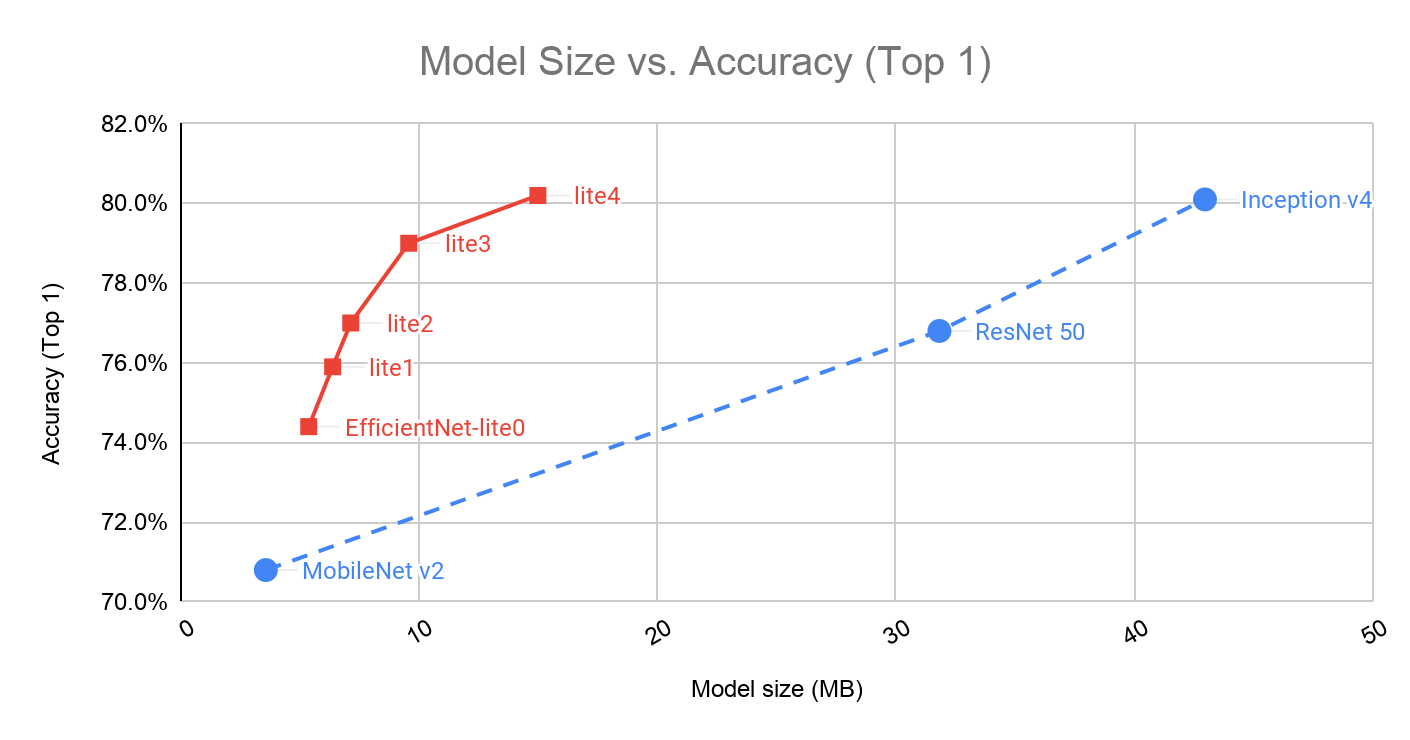 Model Size vs. Accuracy (Top 1)
82.0%
80.0%
78.0%
76.0%
74.0%
72.0%
70.0%
Accuracy (Top 1)
lite4
Inception v4
lite3
lite2
ResNet 50
lite1
EfficientNet-lite0
MobileNet v2
0
10
20
30
40
50
Model size (MB)